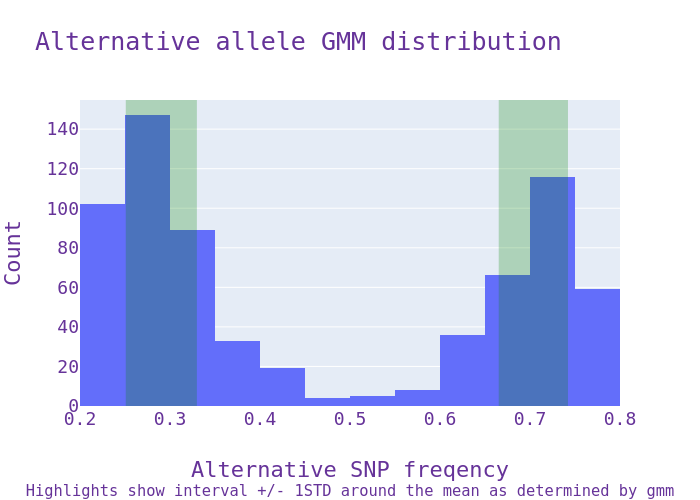 Alternative allele GMM distribution
140
120
100
80
60
40
20
0
Count
0.2 0.3 0.4 0.5 0.6 0.7 0.8
Alternative SNP freqency
Highlights show interval +/- 1STD around the mean as determined by gmm